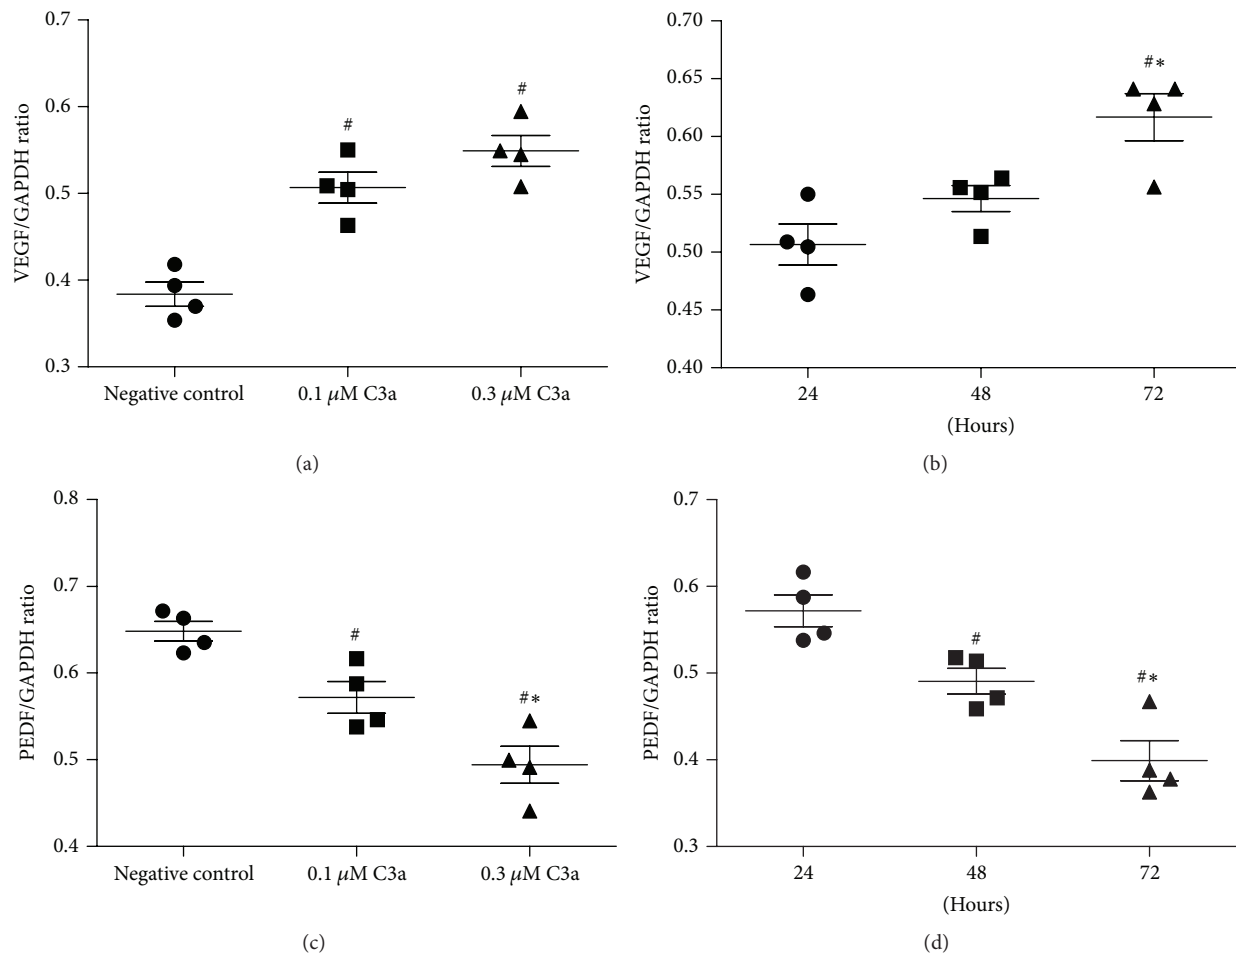 VEGF/GAPDH ratio
0.7
0.6
0.5
0.4
0.3
#
#
Negative control
0.1 μM C3a
0.3 μM C3a
(a)
VEGF/GAPDH ratio
0.70
0.65
0.60
0.55
0.50
0.45
0.40
#*
24
48
72
(Hours)
(b)
PEDF/GAPDH ratio
0.8
0.7
0.6
0.5
0.4
#
#*
Negative control
0.1 μM C3a
0.3 μM C3a
(c)
PEDF/GAPDH ratio
0.7
0.6
0.5
0.4
0.3
#
#*
24
48
72
(Hours)
(d)